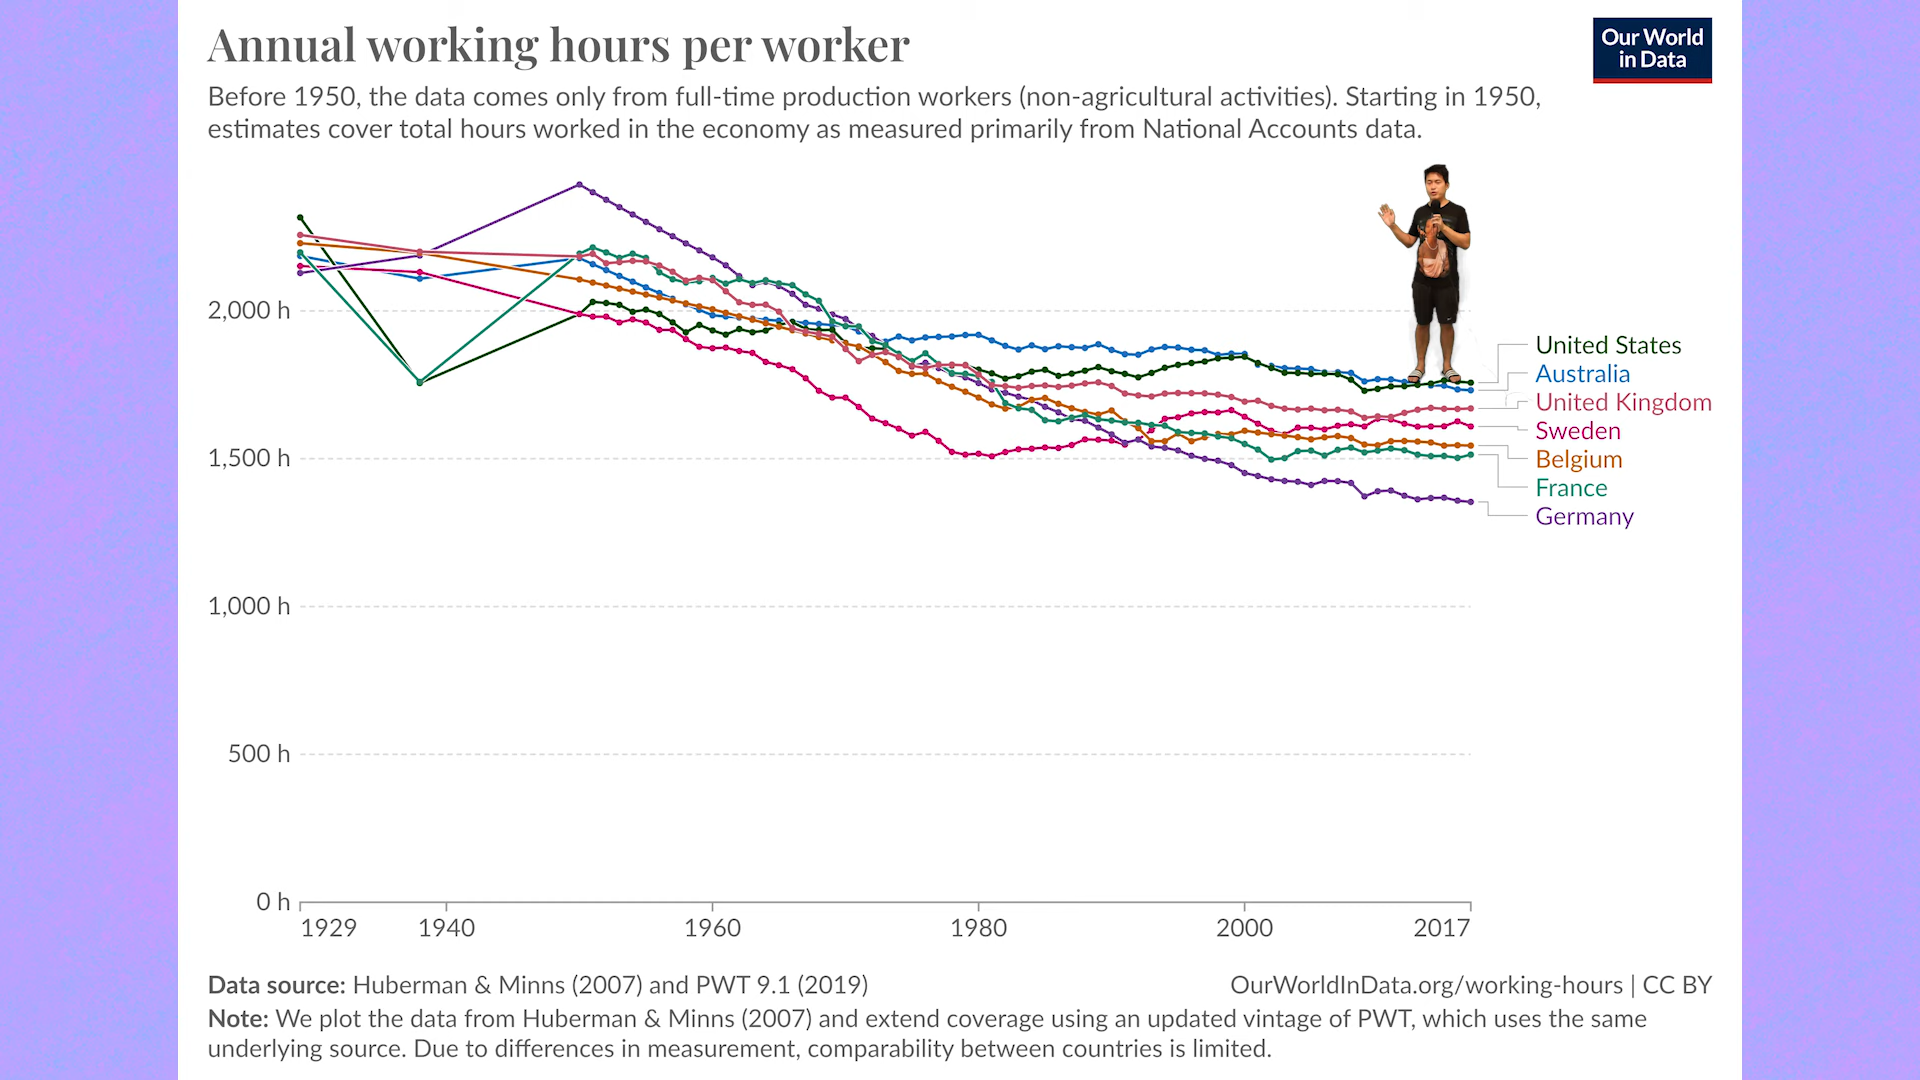 Annual working hours per worker
Our World
in Data
Before 1950, the data comes only from full-time production workers (non-agricultural activities). Starting in 1950,
estimates cover total hours worked in the economy as measured primarily from National Accounts data.
2,000 h
1,500 h
1,000 h
500 h
0 h
United States
Australia
United Kingdom
Sweden
Belgium
France
Germany
1929 1940 1960 1980 2000 2017
Data source: Huberman & Minns (2007) and PWT 9.1 (2019)
OurWorldInData.org/working-hours | CC BY
Note: We plot the data from Huberman & Minns (2007) and extend coverage using an updated vintage of PWT, which uses the same
underlying source. Due to differences in measurement, comparability between countries is limited.